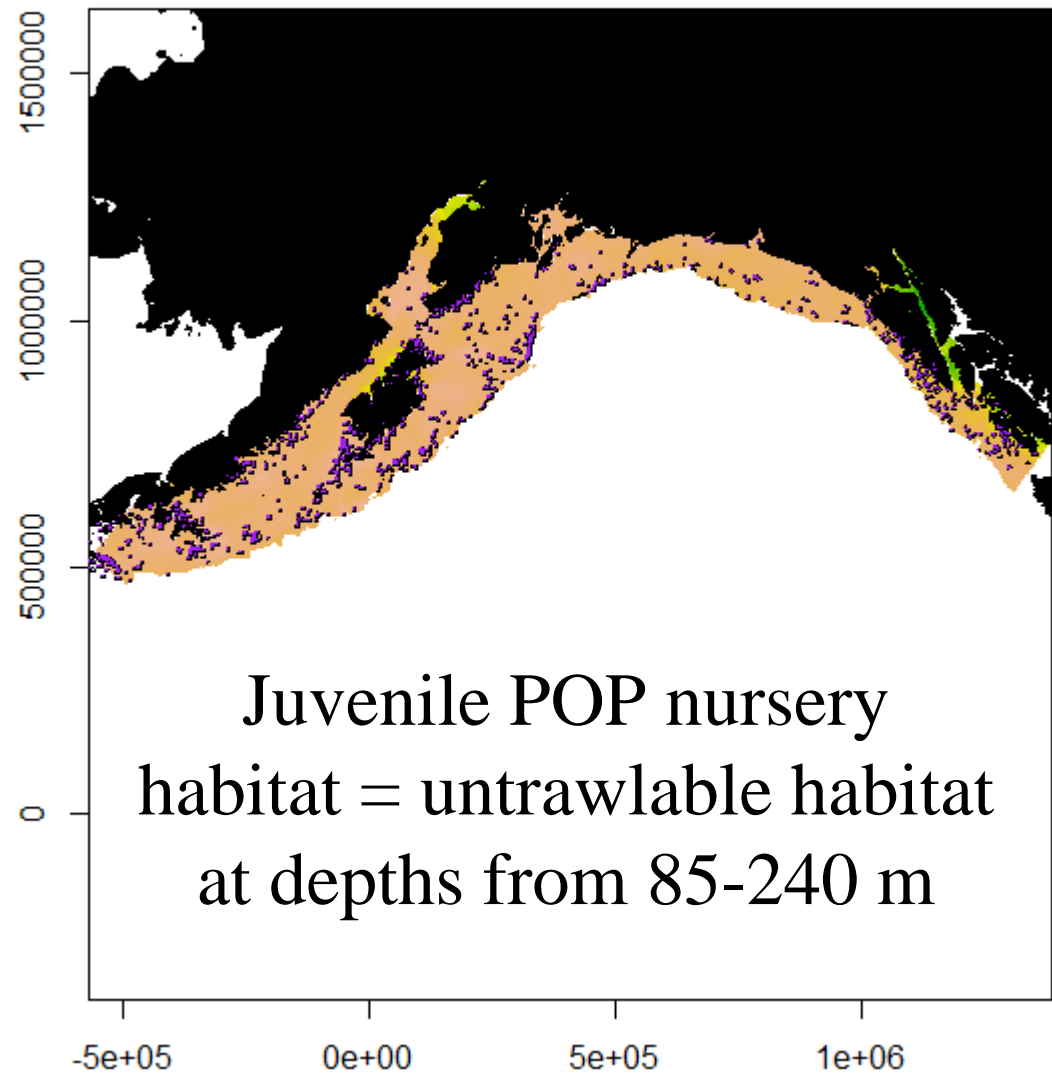 1500000
1000000
500000
0
Juvenile POP nursery
habitat = untrawlable habitat
at depths from 85-240 m
-5e+05 0e+00 5e+05 1e+06